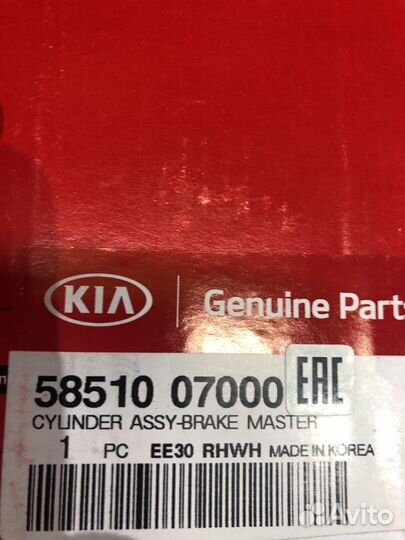 KIA
Genuine Parts
58510 07000 EAC
CYLINDER ASSY-BRAKE MASTER
1 PC EE30 RHWH MADE IN KOREA
Avito